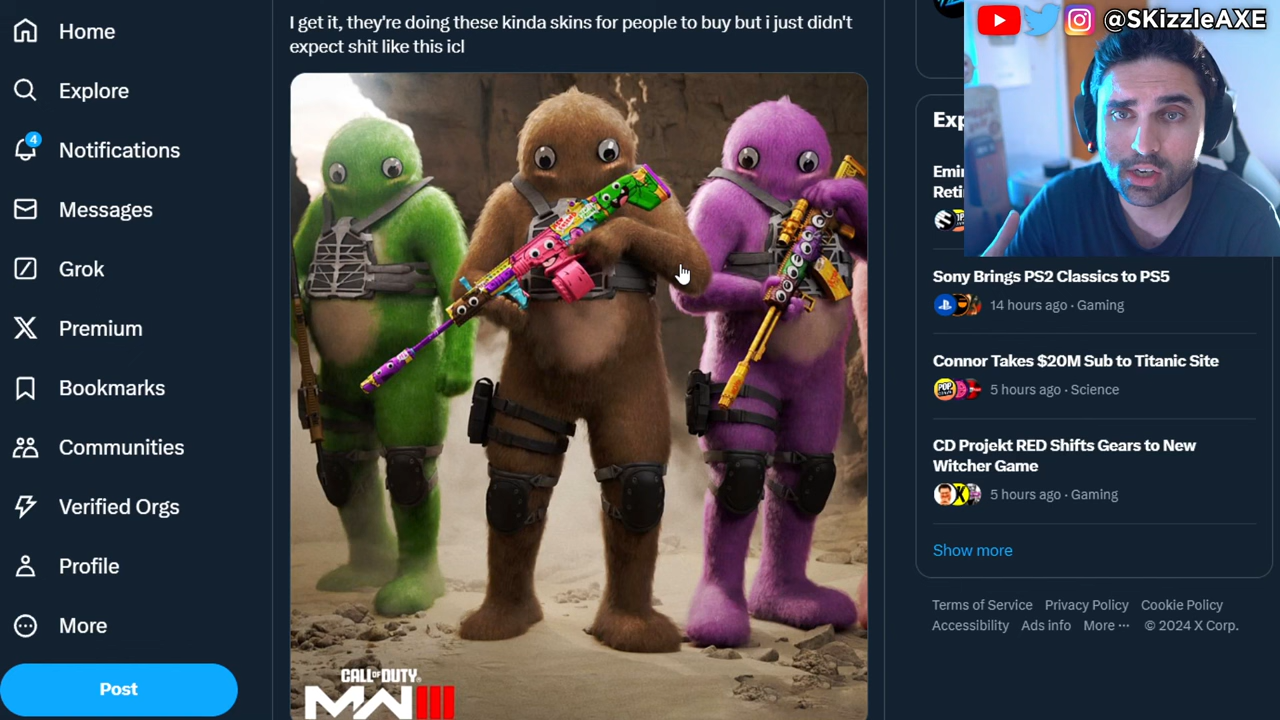 Home
Explore
4
Notifications
Messages
Grok
Premium
Bookmarks
Communities
Verified Orgs
Profile
More
Post
I get it, they're doing these kinda skins for people to buy but i just didn't
expect shit like this icl
CALL OF DUTY
MWIII
@SKizzleAXE
Sony Brings PS2 Classics to PS5
14 hours ago · Gaming
Connor Takes $20M Sub to Titanic Site
5 hours ago · Science
CD Projekt RED Shifts Gears to New
Witcher Game
5 hours ago · Gaming
Show more
Terms of Service Privacy Policy Cookie Policy
Accessibility Ads info More ··· © 2024 X Corp.